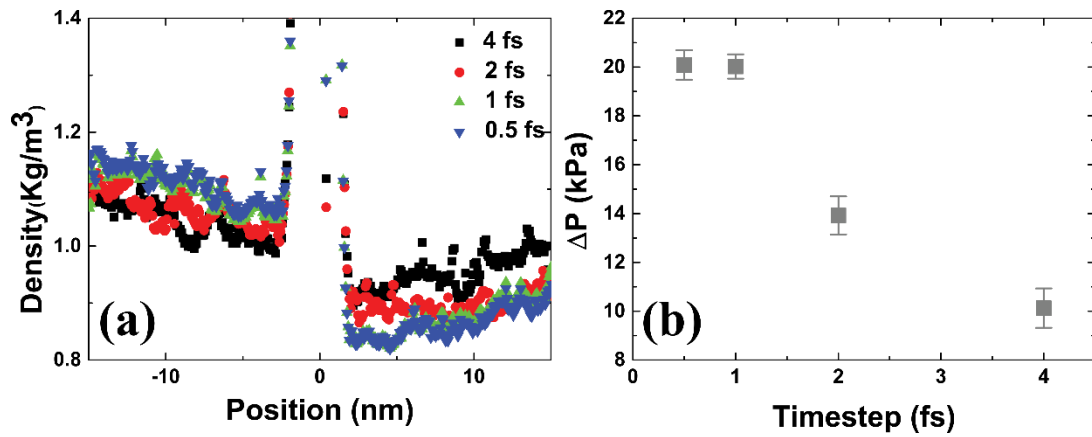 1.4
1.2
1.0
0.8
Density(Kg/m³)
4 fs
2 fs
1 fs
0.5 fs
(a)
-10
0
10
Position (nm)
22
20
18
16
14
12
10
8
ΔP (kPa)
(b)
0
1
2
3
4
Timestep (fs)